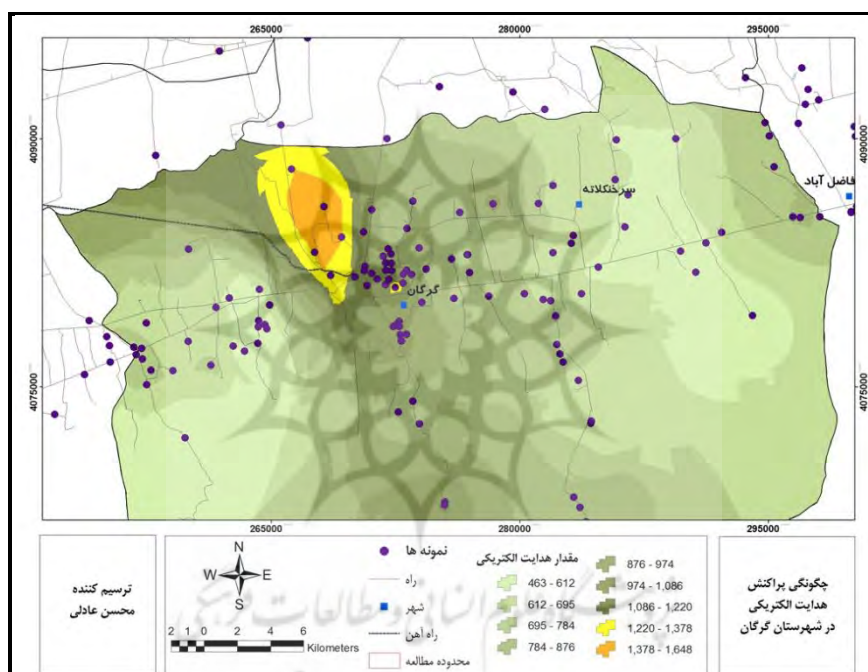 265000
280000
295000
4090000
4090000
فاضل آباد
سرخنکلاته
گرگان
4075000
4075000
265000
280000
295000
ترسیم کننده
محسن عادلی
N
W
E
S
2 1 0 2 4 6
Kilometers
نمونه ها
راه
شهر
راه آهن
محدوده مطالعه
مقدار هدایت الکتریکی
463 - 612
612 - 695
695 - 784
784 - 876
876 - 974
974 - 1,086
1,086 - 1,220
1,220 - 1,378
1,378 - 1,648
چگونگی پراکنش
هدایت الکتریکی
در شهرستان گرگان